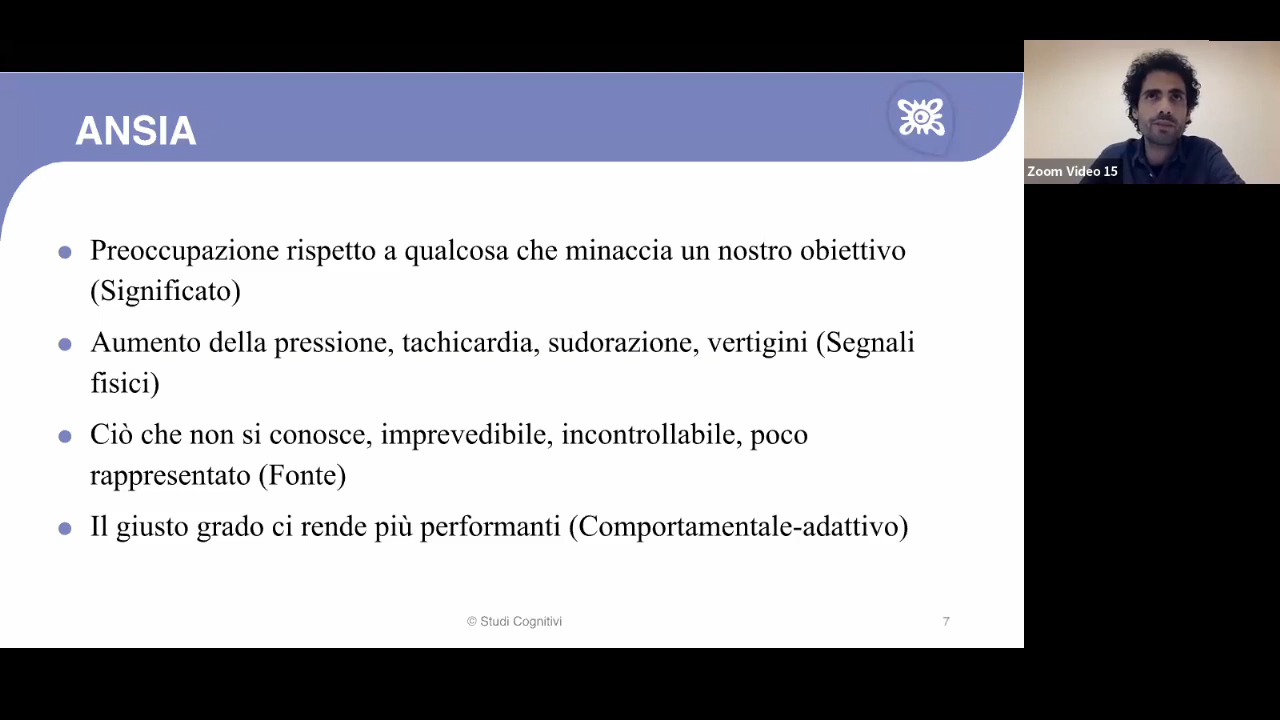 ANSIA
Zoom Video 15
Preoccupazione rispetto a qualcosa che minaccia un nostro obiettivo
(Significato)
Aumento della pressione, tachicardia, sudorazione, vertigini (Segnali
fisici)
Ciò che non si conosce, imprevedibile, incontrollabile, poco
rappresentato (Fonte)
Il giusto grado ci rende più performanti (Comportamentale-adattivo)
© Studi Cognitivi
7